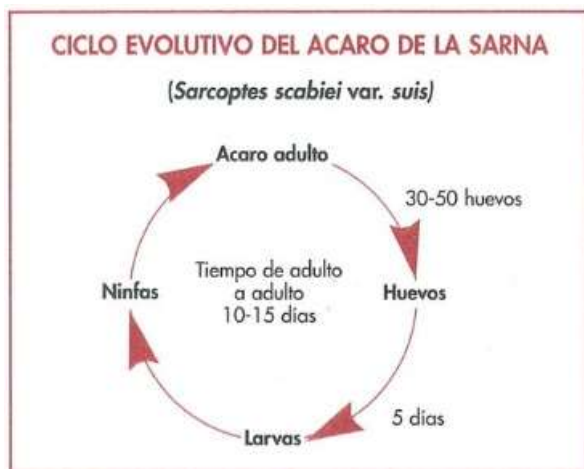 CICLO EVOLUTIVO DEL ACARO DE LA SARNA
(Sarcoptes scabiei var. suis)
Acaro adulto
30-50 huevos
Huevos
5 días
Larvas
Ninfas
Tiempo de adulto
a adulto
10-15 días